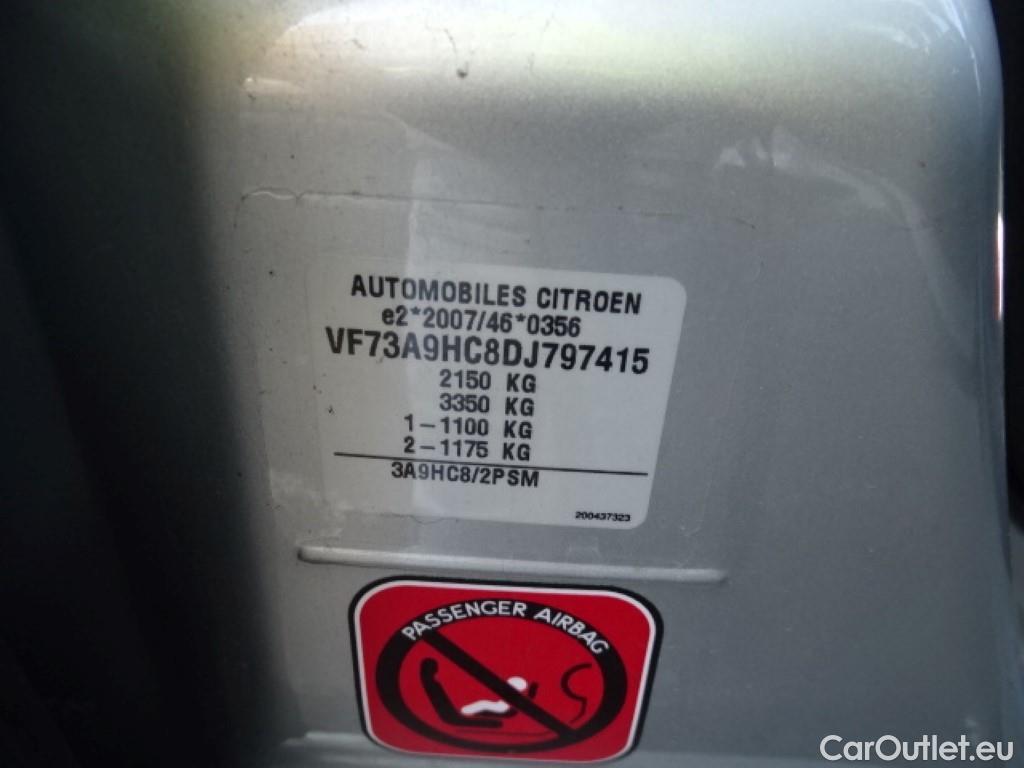 AUTOMOBILES CITROEN
e2*2007/46*0356
VF73A9HC8DJ797415
2150 KG
3350 KG
1-1100 KG
2-1175 KG
3A9HC8/2PSM
200437323
PASSENGER AIRBAG
CarOutlet.eu